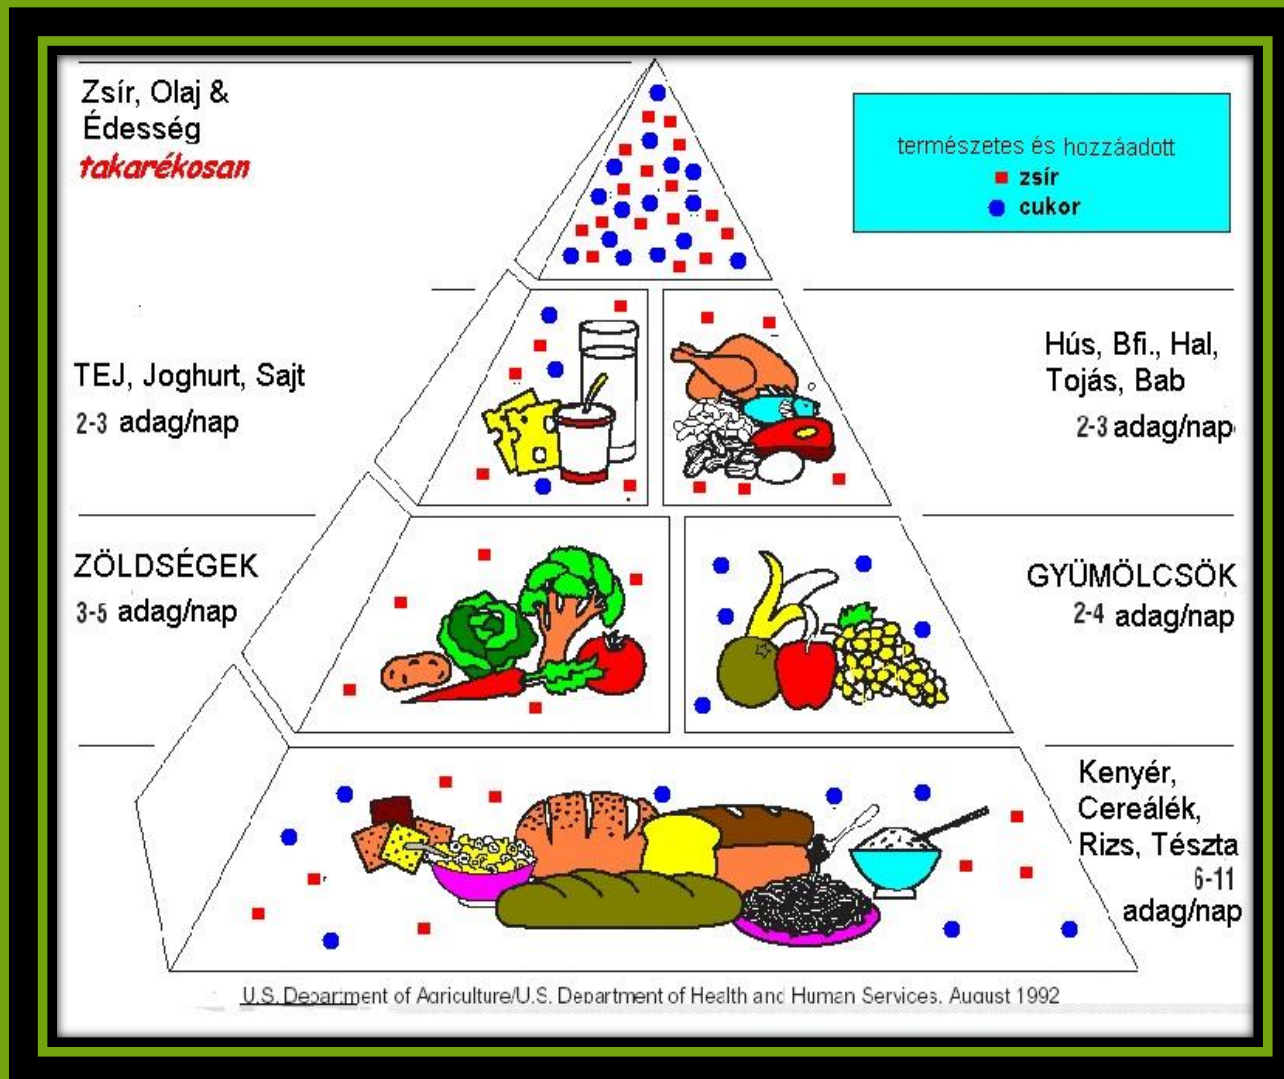 Zsír, Olaj &
Édesség
takarékosan
természetes és hozzáadott
zsír
cukor
TEJ, Joghurt, Sajt
2-3 adag/nap
Hús, Bfi., Hal,
Tojás, Bab
2-3 adag/nap
ZÖLDSÉGEK
3-5 adag/nap
GYÜMÖLCSÖK
2-4 adag/nap
Kenyér,
Cereálék,
Rizs, Tészta
6-11
adag/nap
U.S. Department of Agriculture/U.S. Department of Health and Human Services. August 1992